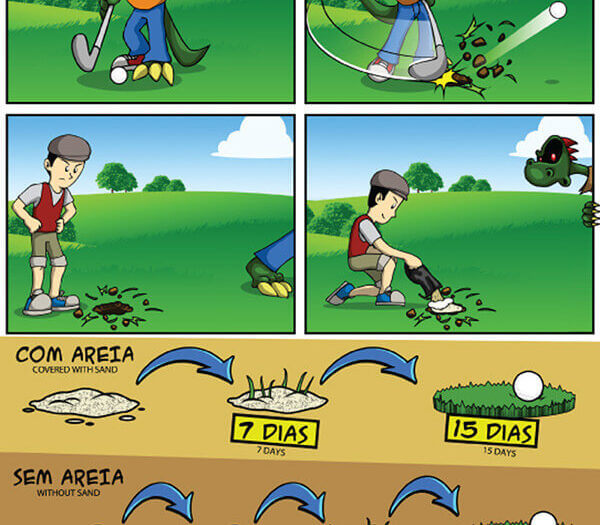 COM AREIA
COVERED WITH SAND
7 DIAS
7 DAYS
15 DIAS
15 DAYS
SEM AREIA
WITHOUT SAND